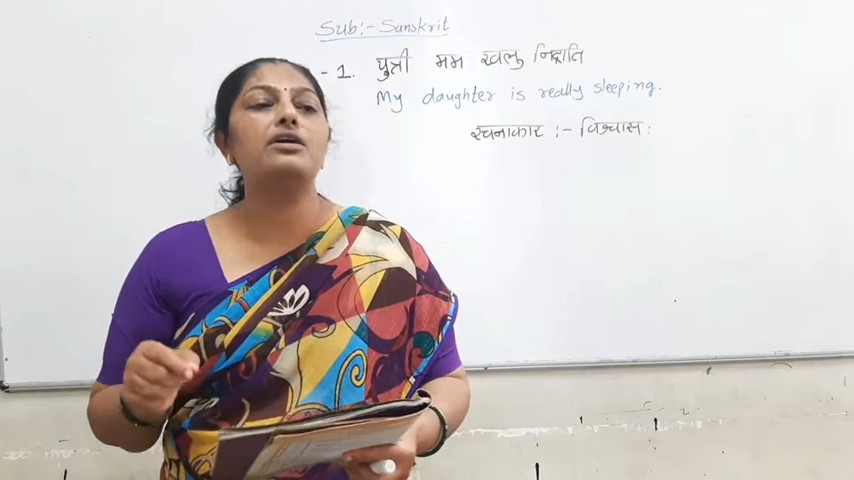 Sub:- Sanskrit
- 1. पुत्री मम खलु निद्राति
My daughter is really sleeping.
रचनाकार :- विश्वासः